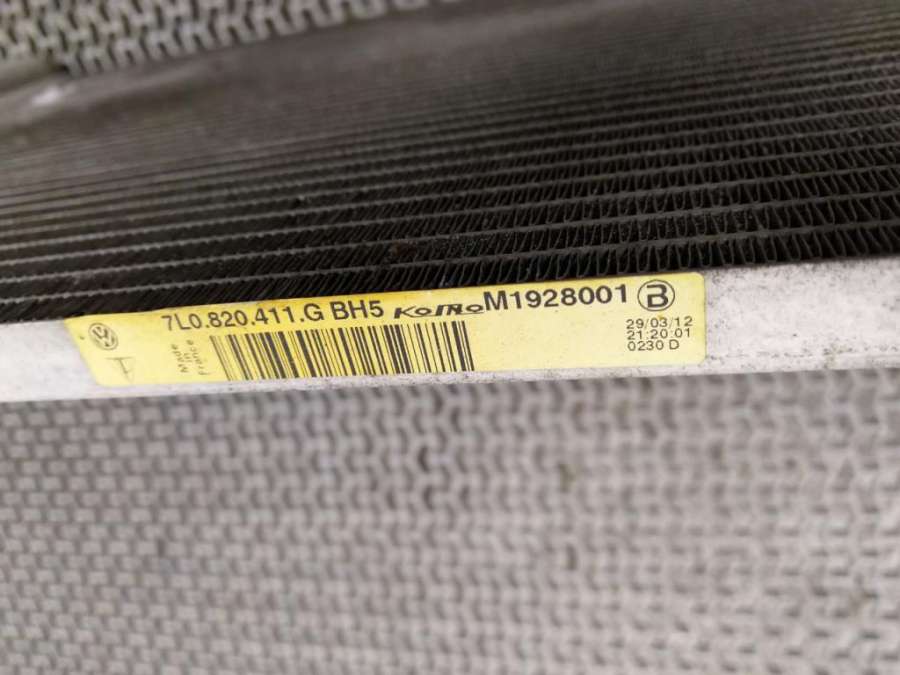 7L0.820.411.G BH5 M1928001 B
Made
in
France
29/03/12
21:20:01
0230 D